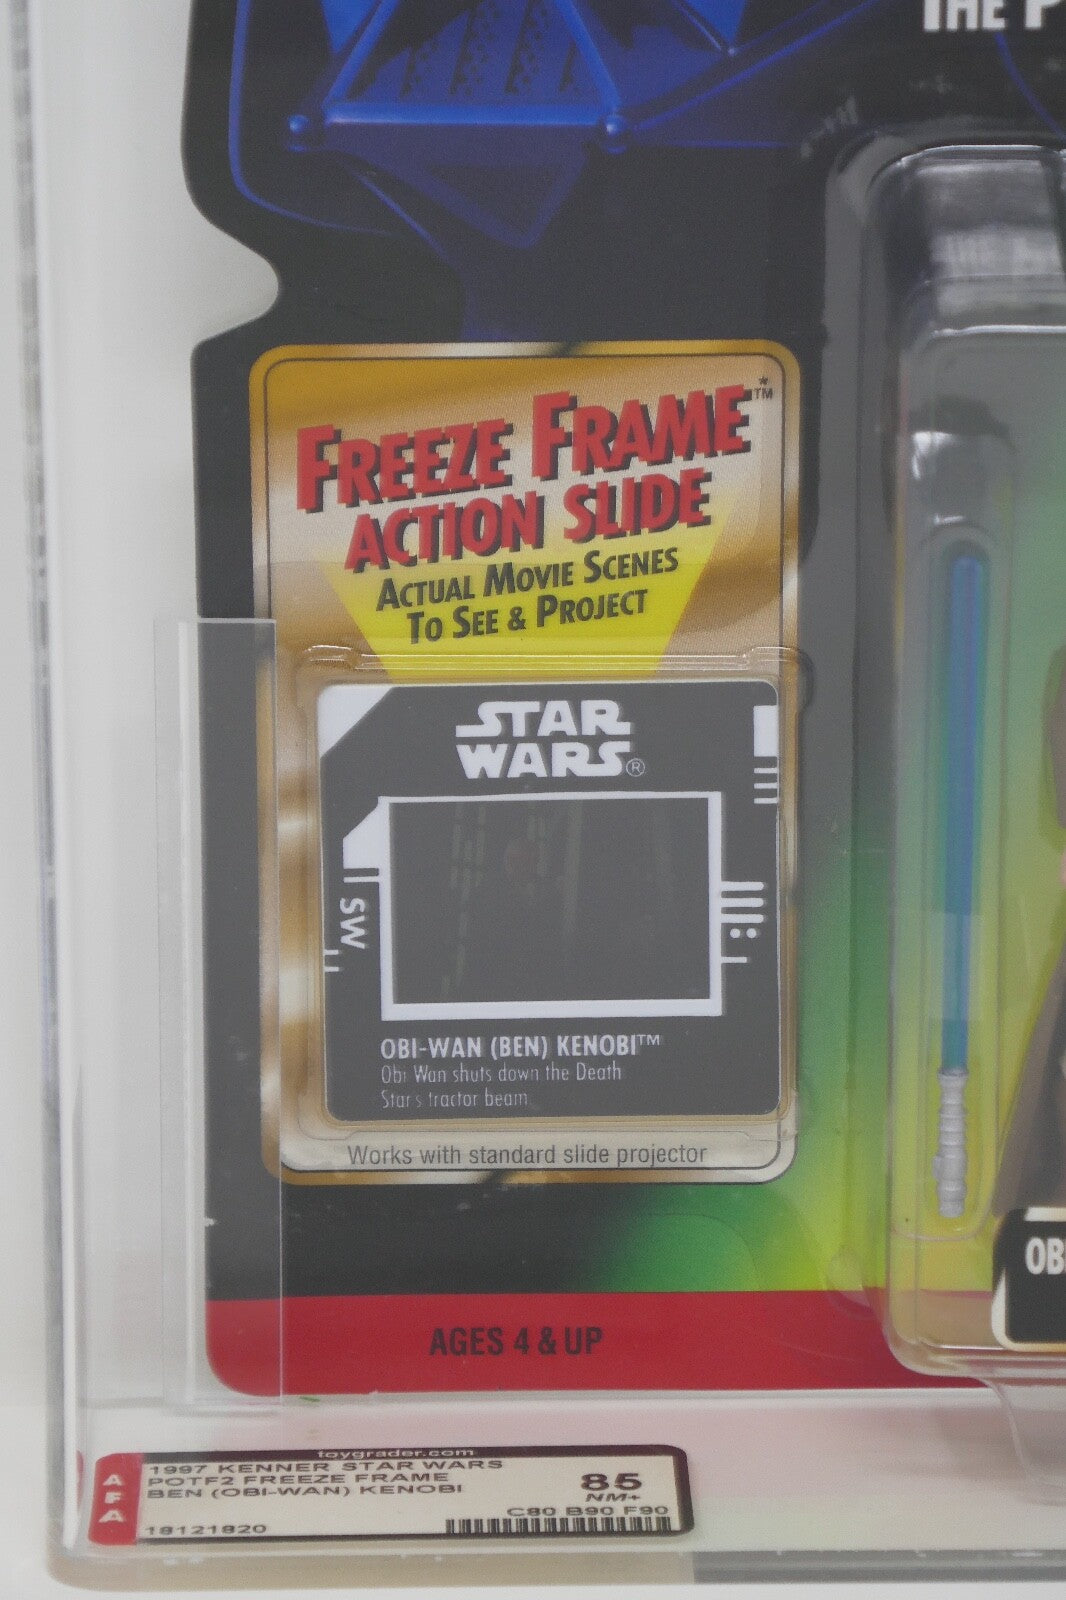 THE P
FREEZE FRAME™*
ACTION SLIDE
ACTUAL MOVIE SCENES
TO SEE & PROJECT
STAR
WARS®
SW
OBI-WAN (BEN) KENOBI™
Obi Wan shuts down the Death
Star's tractor beam.
Works with standard slide projector
OB
AGES 4 & UP
toygrader.com
AFA
1997 KENNER STAR WARS
POTF2 FREEZE FRAME
BEN (OBI-WAN) KENOBI
85
NM+
C80 B90 F90
18121820